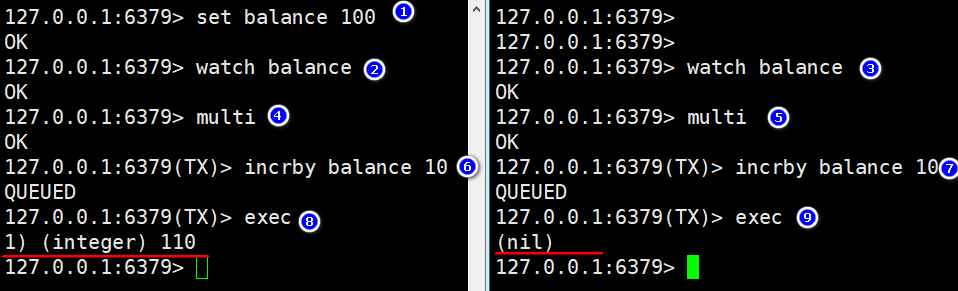 127.0.0.1:6379> set balance 100 1
OK
127.0.0.1:6379> watch balance 2
OK
127.0.0.1:6379> multi 4
OK
127.0.0.1:6379(TX)> incrby balance 10 6
QUEUED
127.0.0.1:6379(TX)> exec 8
1) (integer) 110
127.0.0.1:6379>
127.0.0.1:6379>
127.0.0.1:6379>
127.0.0.1:6379> watch balance 3
OK
127.0.0.1:6379> multi 5
OK
127.0.0.1:6379(TX)> incrby balance 10 7
QUEUED
127.0.0.1:6379(TX)> exec 9
(nil)
127.0.0.1:6379>